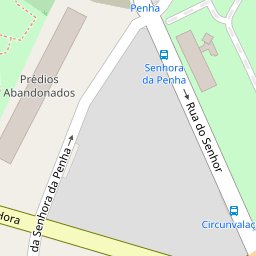 Penha
Prédios
Abandonados
Senhora
da Penha
Rua do Senhor
da Senhora da Penha
Hora
Circunvalaç